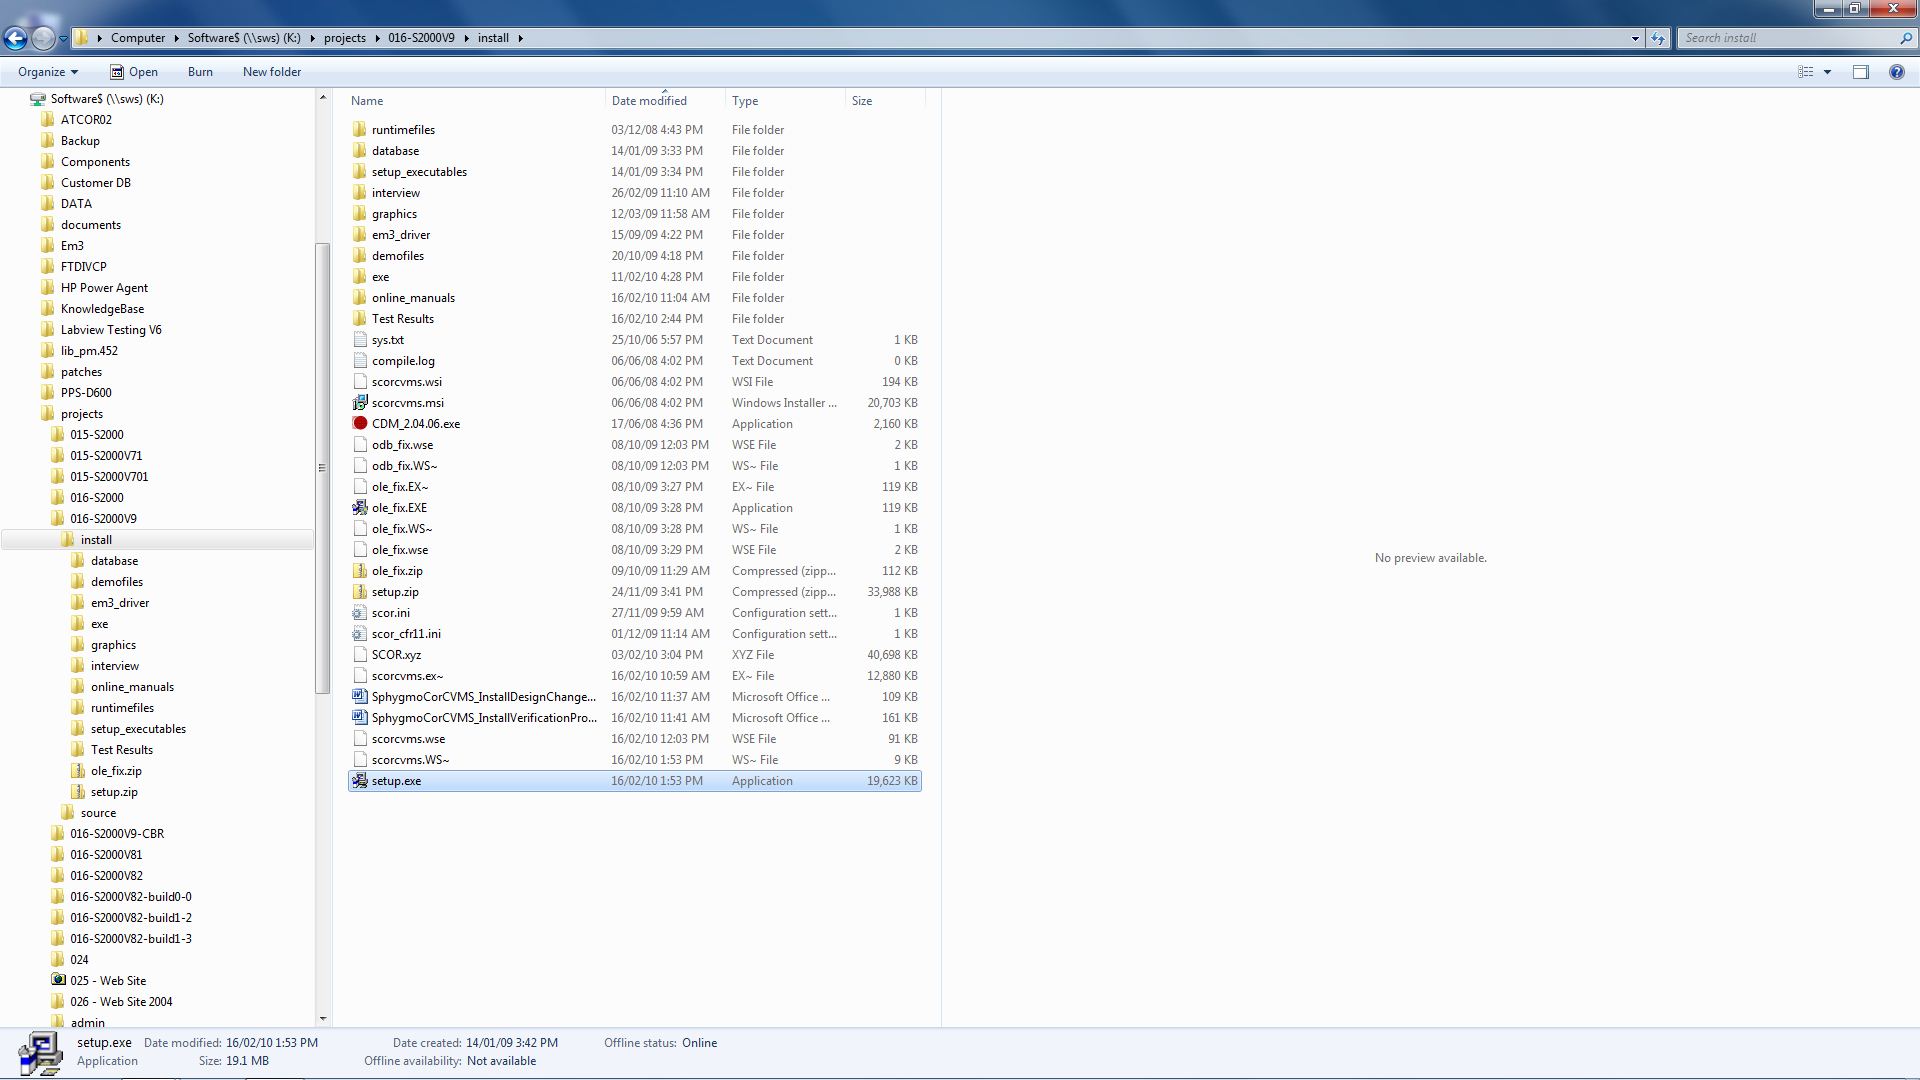 Computer Software$ (\\sws) (K:) projects 016-S2000V9 install
Search install
Organize Open Burn New folder
Software$ (\\sws) (K:)
ATCOR02
Backup
Components
Customer DB
DATA
documents
Em3
FTDIVCP
HP Power Agent
KnowledgeBase
Labview Testing V6
lib_pm.452
patches
PPS-D600
projects
015-S2000
015-S2000V71
015-S2000V701
016-S2000
016-S2000V9
install
database
demofiles
em3_driver
exe
graphics
interview
online_manuals
runtimefiles
setup_executables
Test Results
ole_fix.zip
setup.zip
source
016-S2000V9-CBR
016-S2000V81
016-S2000V82
016-S2000V82-build0-0
016-S2000V82-build1-2
016-S2000V82-build1-3
024
025 - Web Site
026 - Web Site 2004
admin
Name Date modified Type Size
runtimefiles 03/12/08 4:43 PM File folder
database 14/01/09 3:33 PM File folder
setup_executables 14/01/09 3:34 PM File folder
interview 26/02/09 11:10 AM File folder
graphics 12/03/09 11:58 AM File folder
em3_driver 15/09/09 4:22 PM File folder
demofiles 20/10/09 4:18 PM File folder
exe 11/02/10 4:28 PM File folder
online_manuals 16/02/10 11:04 AM File folder
Test Results 16/02/10 2:44 PM File folder
sys.txt 25/10/06 5:57 PM Text Document 1 KB
compile.log 06/06/08 4:02 PM Text Document 0 KB
scorcvms.wsi 06/06/08 4:02 PM WSI File 194 KB
scorcvms.msi 06/06/08 4:02 PM Windows Installer ... 20,703 KB
CDM_2.04.06.exe 17/06/08 4:36 PM Application 2,160 KB
odb_fix.wse 08/10/09 12:03 PM WSE File 2 KB
odb_fix.WS~ 08/10/09 12:03 PM WS~ File 1 KB
ole_fix.EX~ 08/10/09 3:27 PM EX~ File 119 KB
ole_fix.EXE 08/10/09 3:28 PM Application 119 KB
ole_fix.WS~ 08/10/09 3:28 PM WS~ File 1 KB
ole_fix.wse 08/10/09 3:29 PM WSE File 2 KB
ole_fix.zip 09/10/09 11:29 AM Compressed (zipp... 112 KB
setup.zip 24/11/09 3:41 PM Compressed (zipp... 33,988 KB
scor.ini 27/11/09 9:59 AM Configuration sett... 1 KB
scor_cfr11.ini 01/12/09 11:14 AM Configuration sett... 1 KB
SCOR.xyz 03/02/10 3:04 PM XYZ File 40,698 KB
scorcvms.ex~ 16/02/10 10:59 AM EX~ File 12,880 KB
SphygmoCorCVMS_InstallDesignChange... 16/02/10 11:37 AM Microsoft Office ... 109 KB
SphygmoCorCVMS_InstallVerificationPro... 16/02/10 11:41 AM Microsoft Office ... 161 KB
scorcvms.wse 16/02/10 12:03 PM WSE File 91 KB
scorcvms.WS~ 16/02/10 1:53 PM WS~ File 9 KB
setup.exe 16/02/10 1:53 PM Application 19,623 KB
No preview available.
setup.exe Date modified: 16/02/10 1:53 PM Date created: 14/01/09 3:42 PM Offline status: Online
Application Size: 19.1 MB Offline availability: Not available